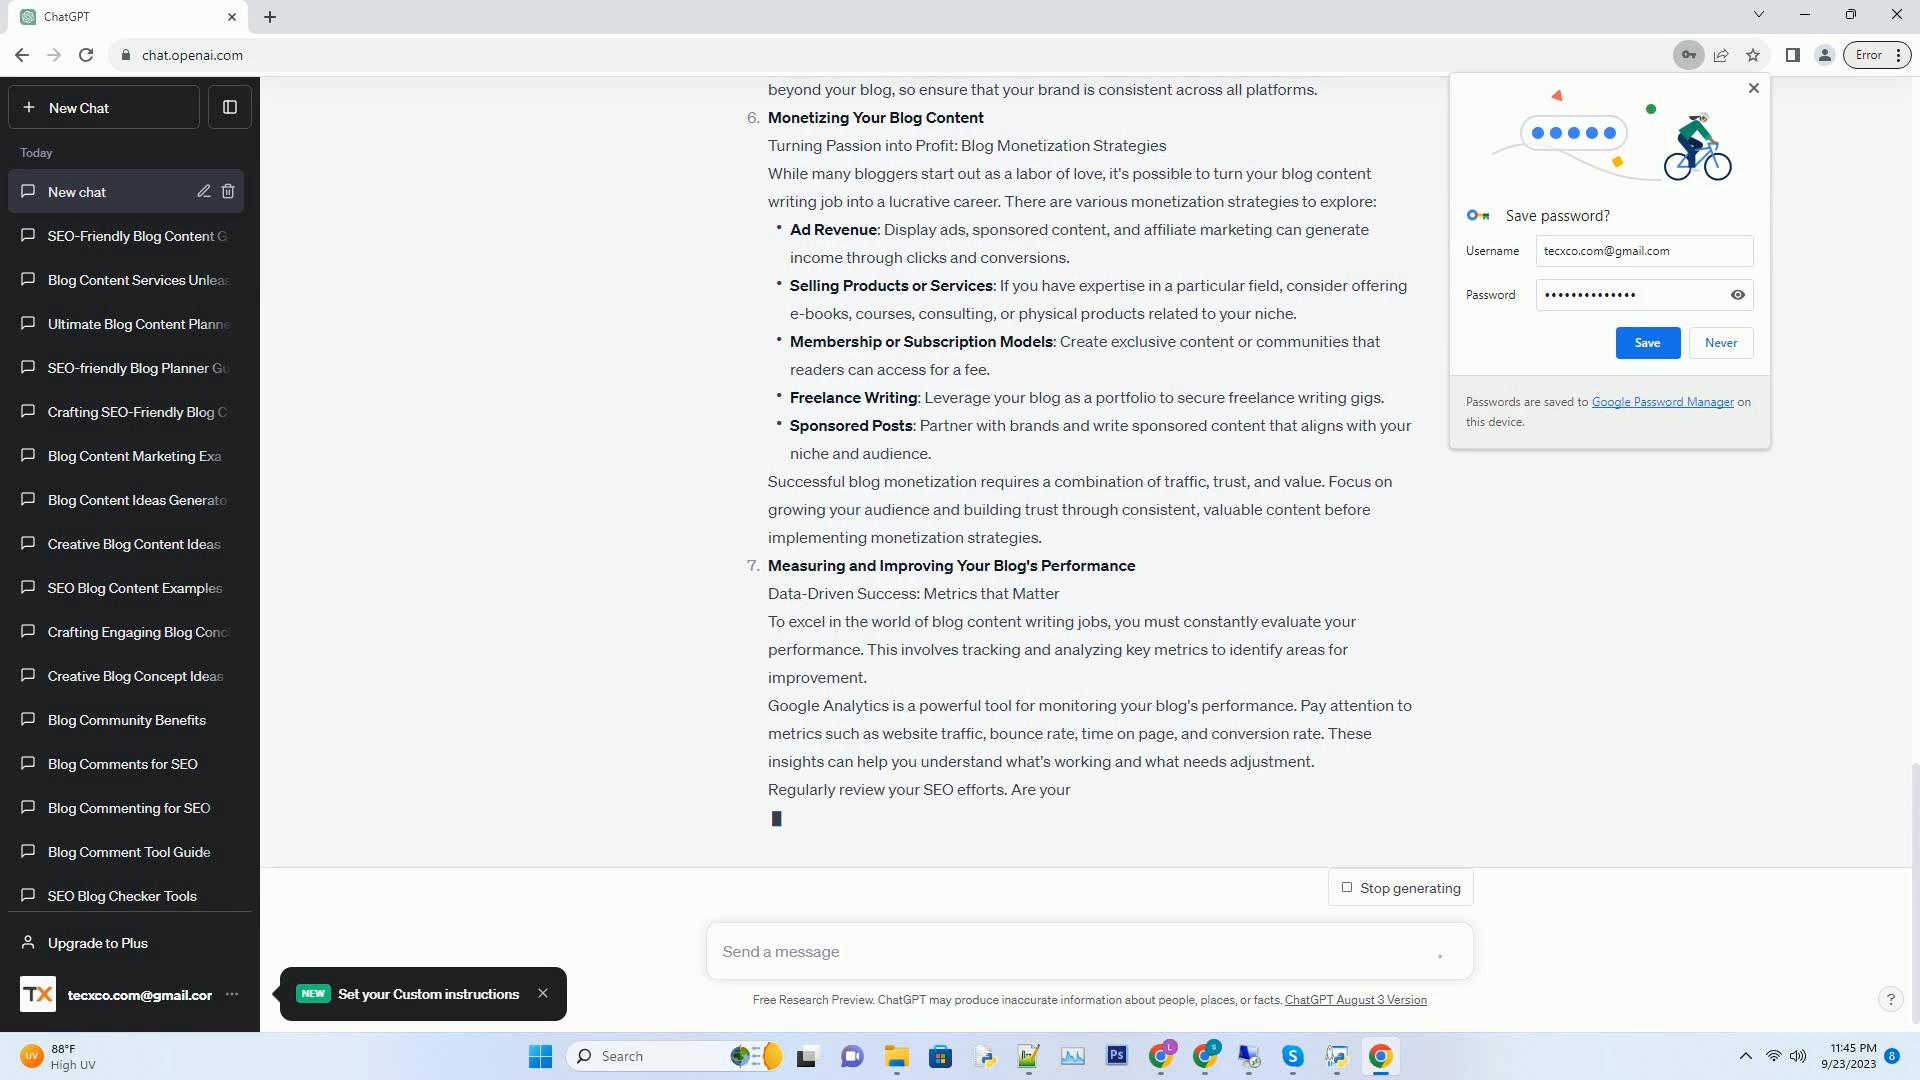 ChatGPT
chat.openai.com
Error
New Chat
Today
New chat
SEO-Friendly Blog Content G
Blog Content Services Unleas
Ultimate Blog Content Planne
SEO-friendly Blog Planner Gu
Crafting SEO-Friendly Blog C
Blog Content Marketing Exa
Blog Content Ideas Generato
Creative Blog Content Ideas
SEO Blog Content Examples
Crafting Engaging Blog Conc
Creative Blog Concept Ideas
Blog Community Benefits
Blog Comments for SEO
Blog Commenting for SEO
Blog Comment Tool Guide
SEO Blog Checker Tools
Upgrade to Plus
TX tecxco.com@gmail.cor
NEW Set your Custom instructions
beyond your blog, so ensure that your brand is consistent across all platforms.
6. Monetizing Your Blog Content
Turning Passion into Profit: Blog Monetization Strategies
While many bloggers start out as a labor of love, it's possible to turn your blog content
writing job into a lucrative career. There are various monetization strategies to explore:
• Ad Revenue: Display ads, sponsored content, and affiliate marketing can generate
income through clicks and conversions.
• Selling Products or Services: If you have expertise in a particular field, consider offering
e-books, courses, consulting, or physical products related to your niche.
• Membership or Subscription Models: Create exclusive content or communities that
readers can access for a fee.
• Freelance Writing: Leverage your blog as a portfolio to secure freelance writing gigs.
• Sponsored Posts: Partner with brands and write sponsored content that aligns with your
niche and audience.
Successful blog monetization requires a combination of traffic, trust, and value. Focus on
growing your audience and building trust through consistent, valuable content before
implementing monetization strategies.
7. Measuring and Improving Your Blog's Performance
Data-Driven Success: Metrics that Matter
To excel in the world of blog content writing jobs, you must constantly evaluate your
performance. This involves tracking and analyzing key metrics to identify areas for
improvement.
Google Analytics is a powerful tool for monitoring your blog's performance. Pay attention to
metrics such as website traffic, bounce rate, time on page, and conversion rate. These
insights can help you understand what's working and what needs adjustment.
Regularly review your SEO efforts. Are your
Stop generating
Send a message
Free Research Preview. ChatGPT may produce inaccurate information about people, places, or facts. ChatGPT August 3 Version
?
Save password?
Username tecxco.com@gmail.com
Password ••••••••••••••
Save Never
Passwords are saved to Google Password Manager on
this device.
UV 88°F
High UV
Search
Ps
L
S
S
11:45 PM
9/23/2023
8